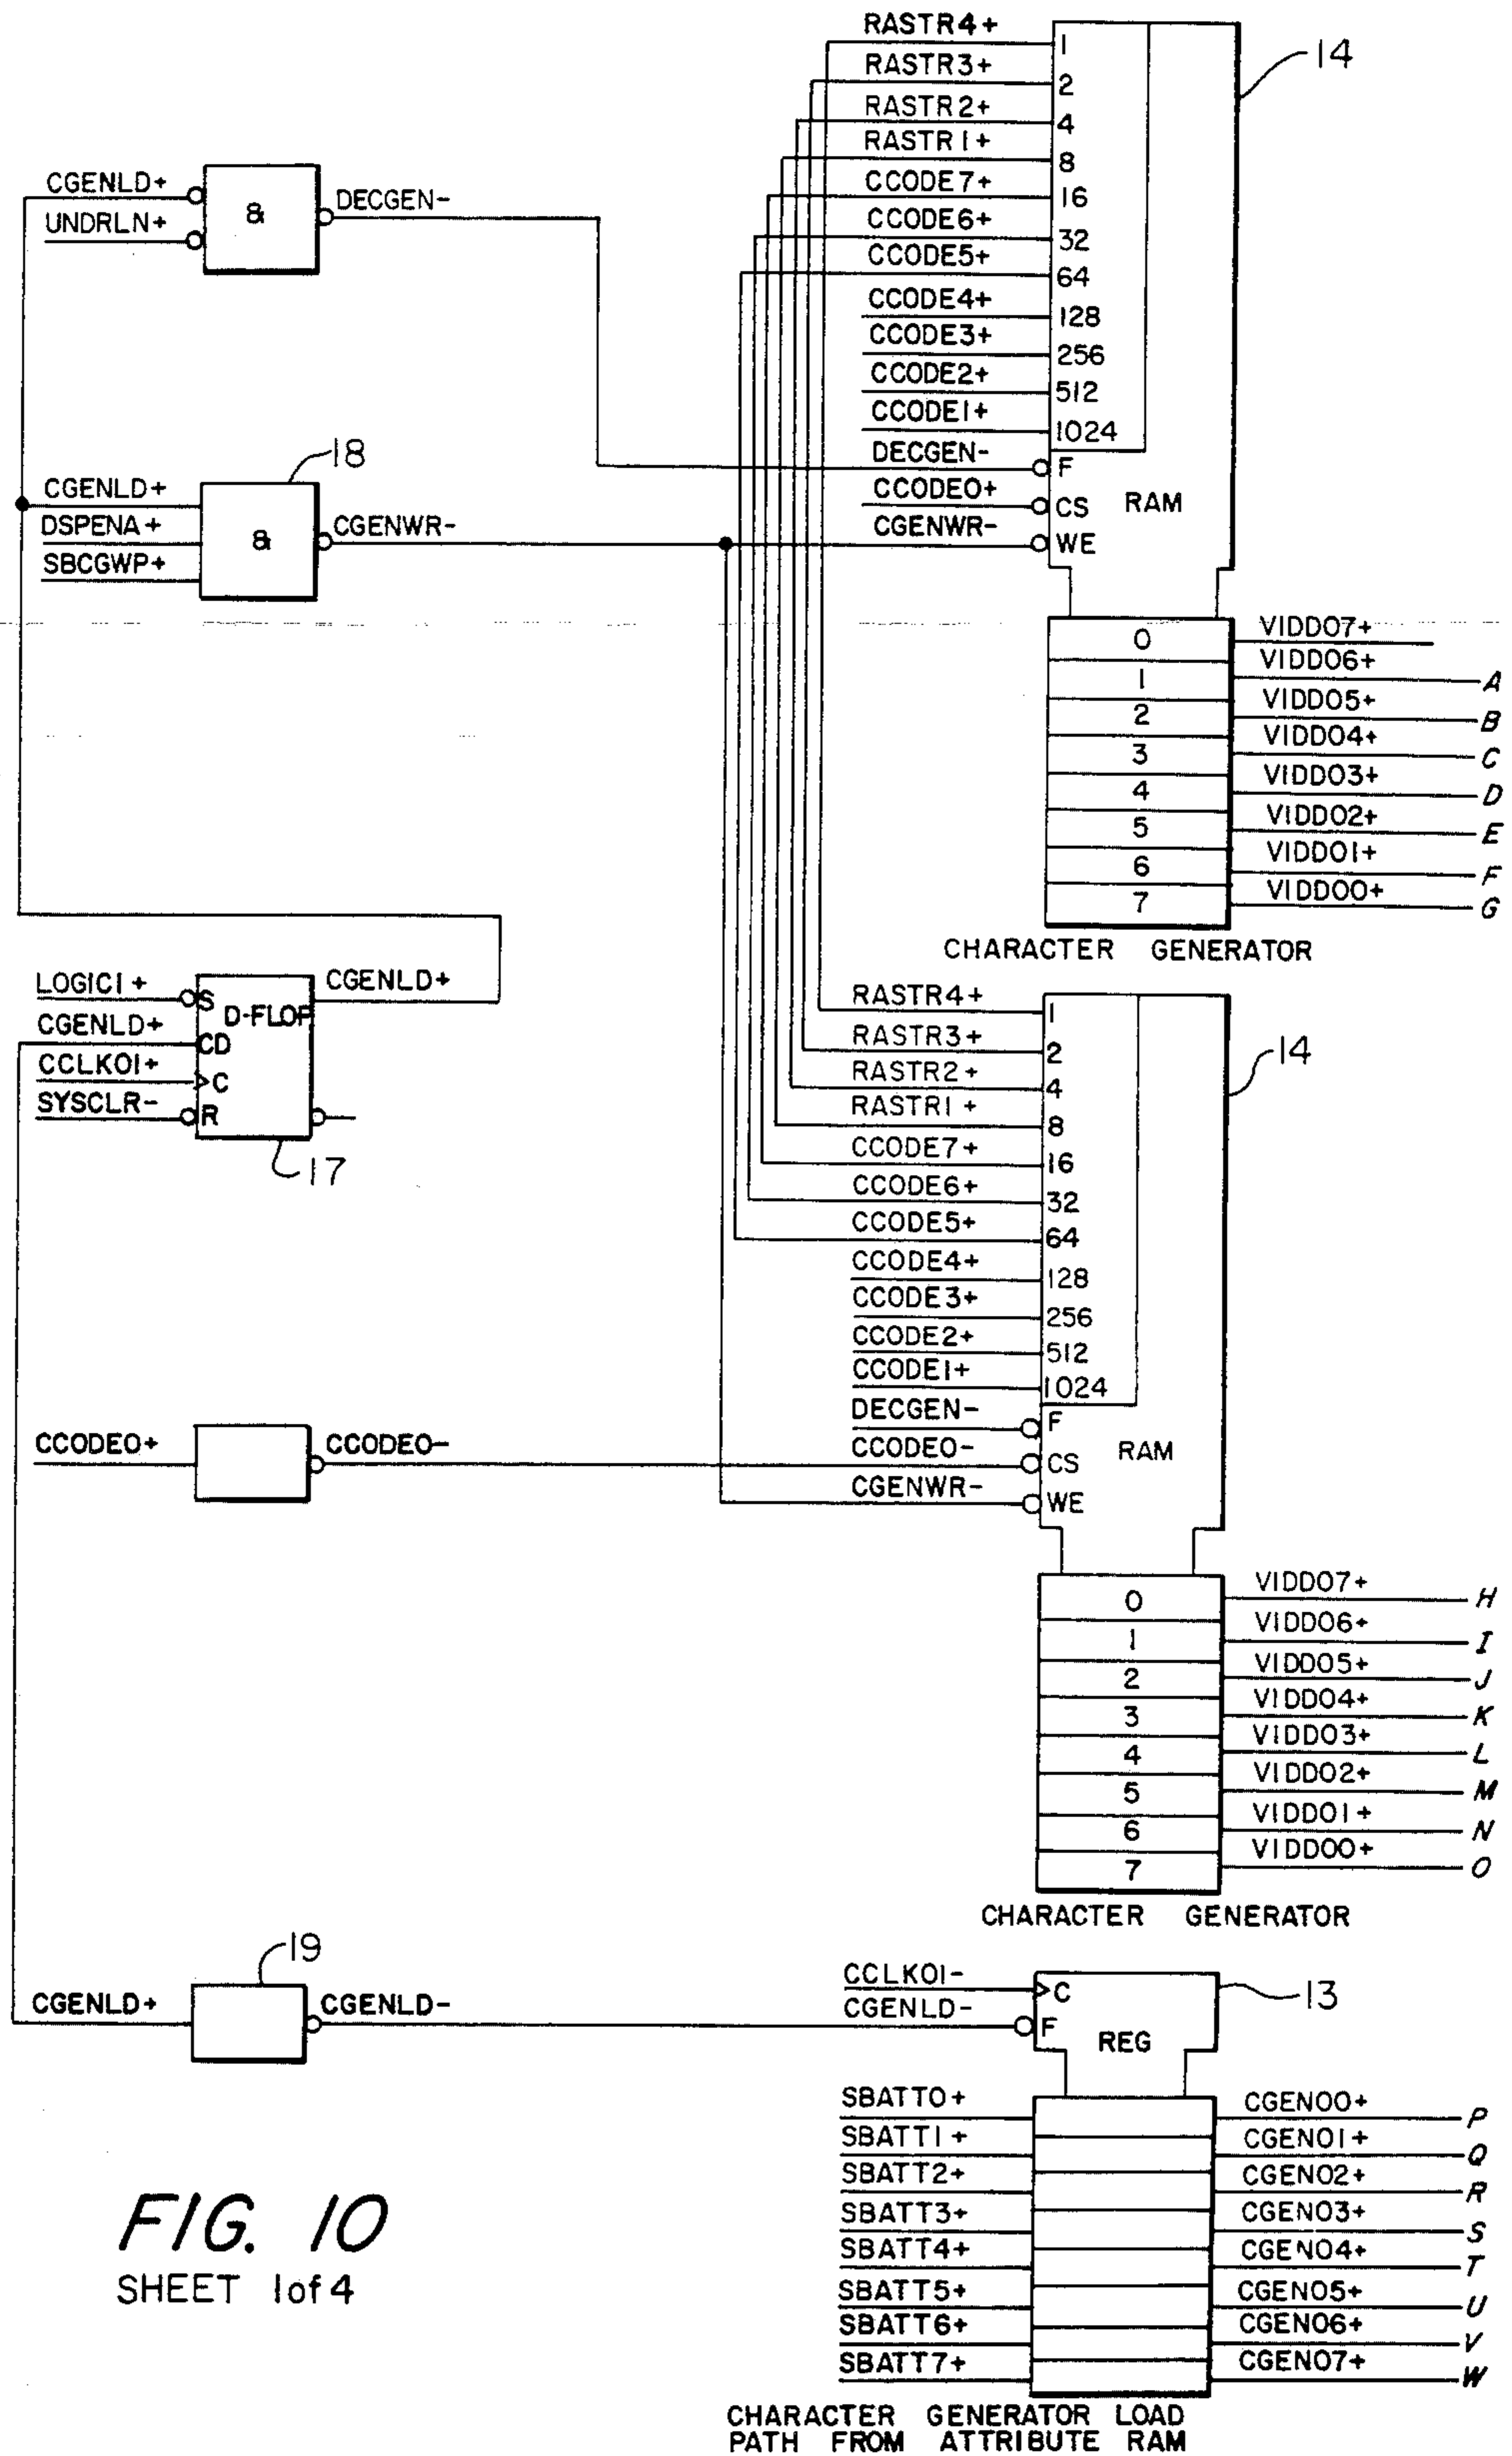 RASTR4+
1
RASTR3+
2
RASTR2+
4
RASTR1+
8
CCODE7+
16
CCODE6+
32
CCODE5+
64
CCODE4+
128
CCODE3+
256
CCODE2+
512
CCODE1+
1024
DECGEN-
F
CCODE0+
CS
CGENWR-
WE
RAM
14
CGENLD+
UNDRLN+
&
DECGEN-
18
CGENLD+
DSPENA+
SBCGWP+
&
CGENWR-
0 VIDD07+
1 VIDD06+ A
2 VIDD05+ B
3 VIDD04+ C
4 VIDD03+ D
5 VIDD02+ E
6 VIDD01+ F
7 VIDD00+ G
CHARACTER GENERATOR
LOGIC1+
S
CGENLD+
CD
CCLK01+
C
SYSCLR-
R
D-FLOP
CGENLD+
17
RASTR4+
1
RASTR3+
2
RASTR2+
4
RASTR1+
8
CCODE7+
16
CCODE6+
32
CCODE5+
64
CCODE4+
128
CCODE3+
256
CCODE2+
512
CCODE1+
1024
DECGEN-
F
CCODE0-
CS
CGENWR-
WE
RAM
14
CCODE0+
CCODE0-
0 VIDD07+ H
1 VIDD06+ I
2 VIDD05+ J
3 VIDD04+ K
4 VIDD03+ L
5 VIDD02+ M
6 VIDD01+ N
7 VIDD00+ O
CHARACTER GENERATOR
19
CGENLD+
CGENLD-
CCLK01-
C
CGENLD-
F
REG
13
SBATT0+ CGEN00+ P
SBATT1+ CGEN01+ Q
SBATT2+ CGEN02+ R
SBATT3+ CGEN03+ S
SBATT4+ CGEN04+ T
SBATT5+ CGEN05+ U
SBATT6+ CGEN06+ V
SBATT7+ CGEN07+ W
CHARACTER GENERATOR LOAD
PATH FROM ATTRIBUTE RAM
FIG. 10
SHEET 1of 4